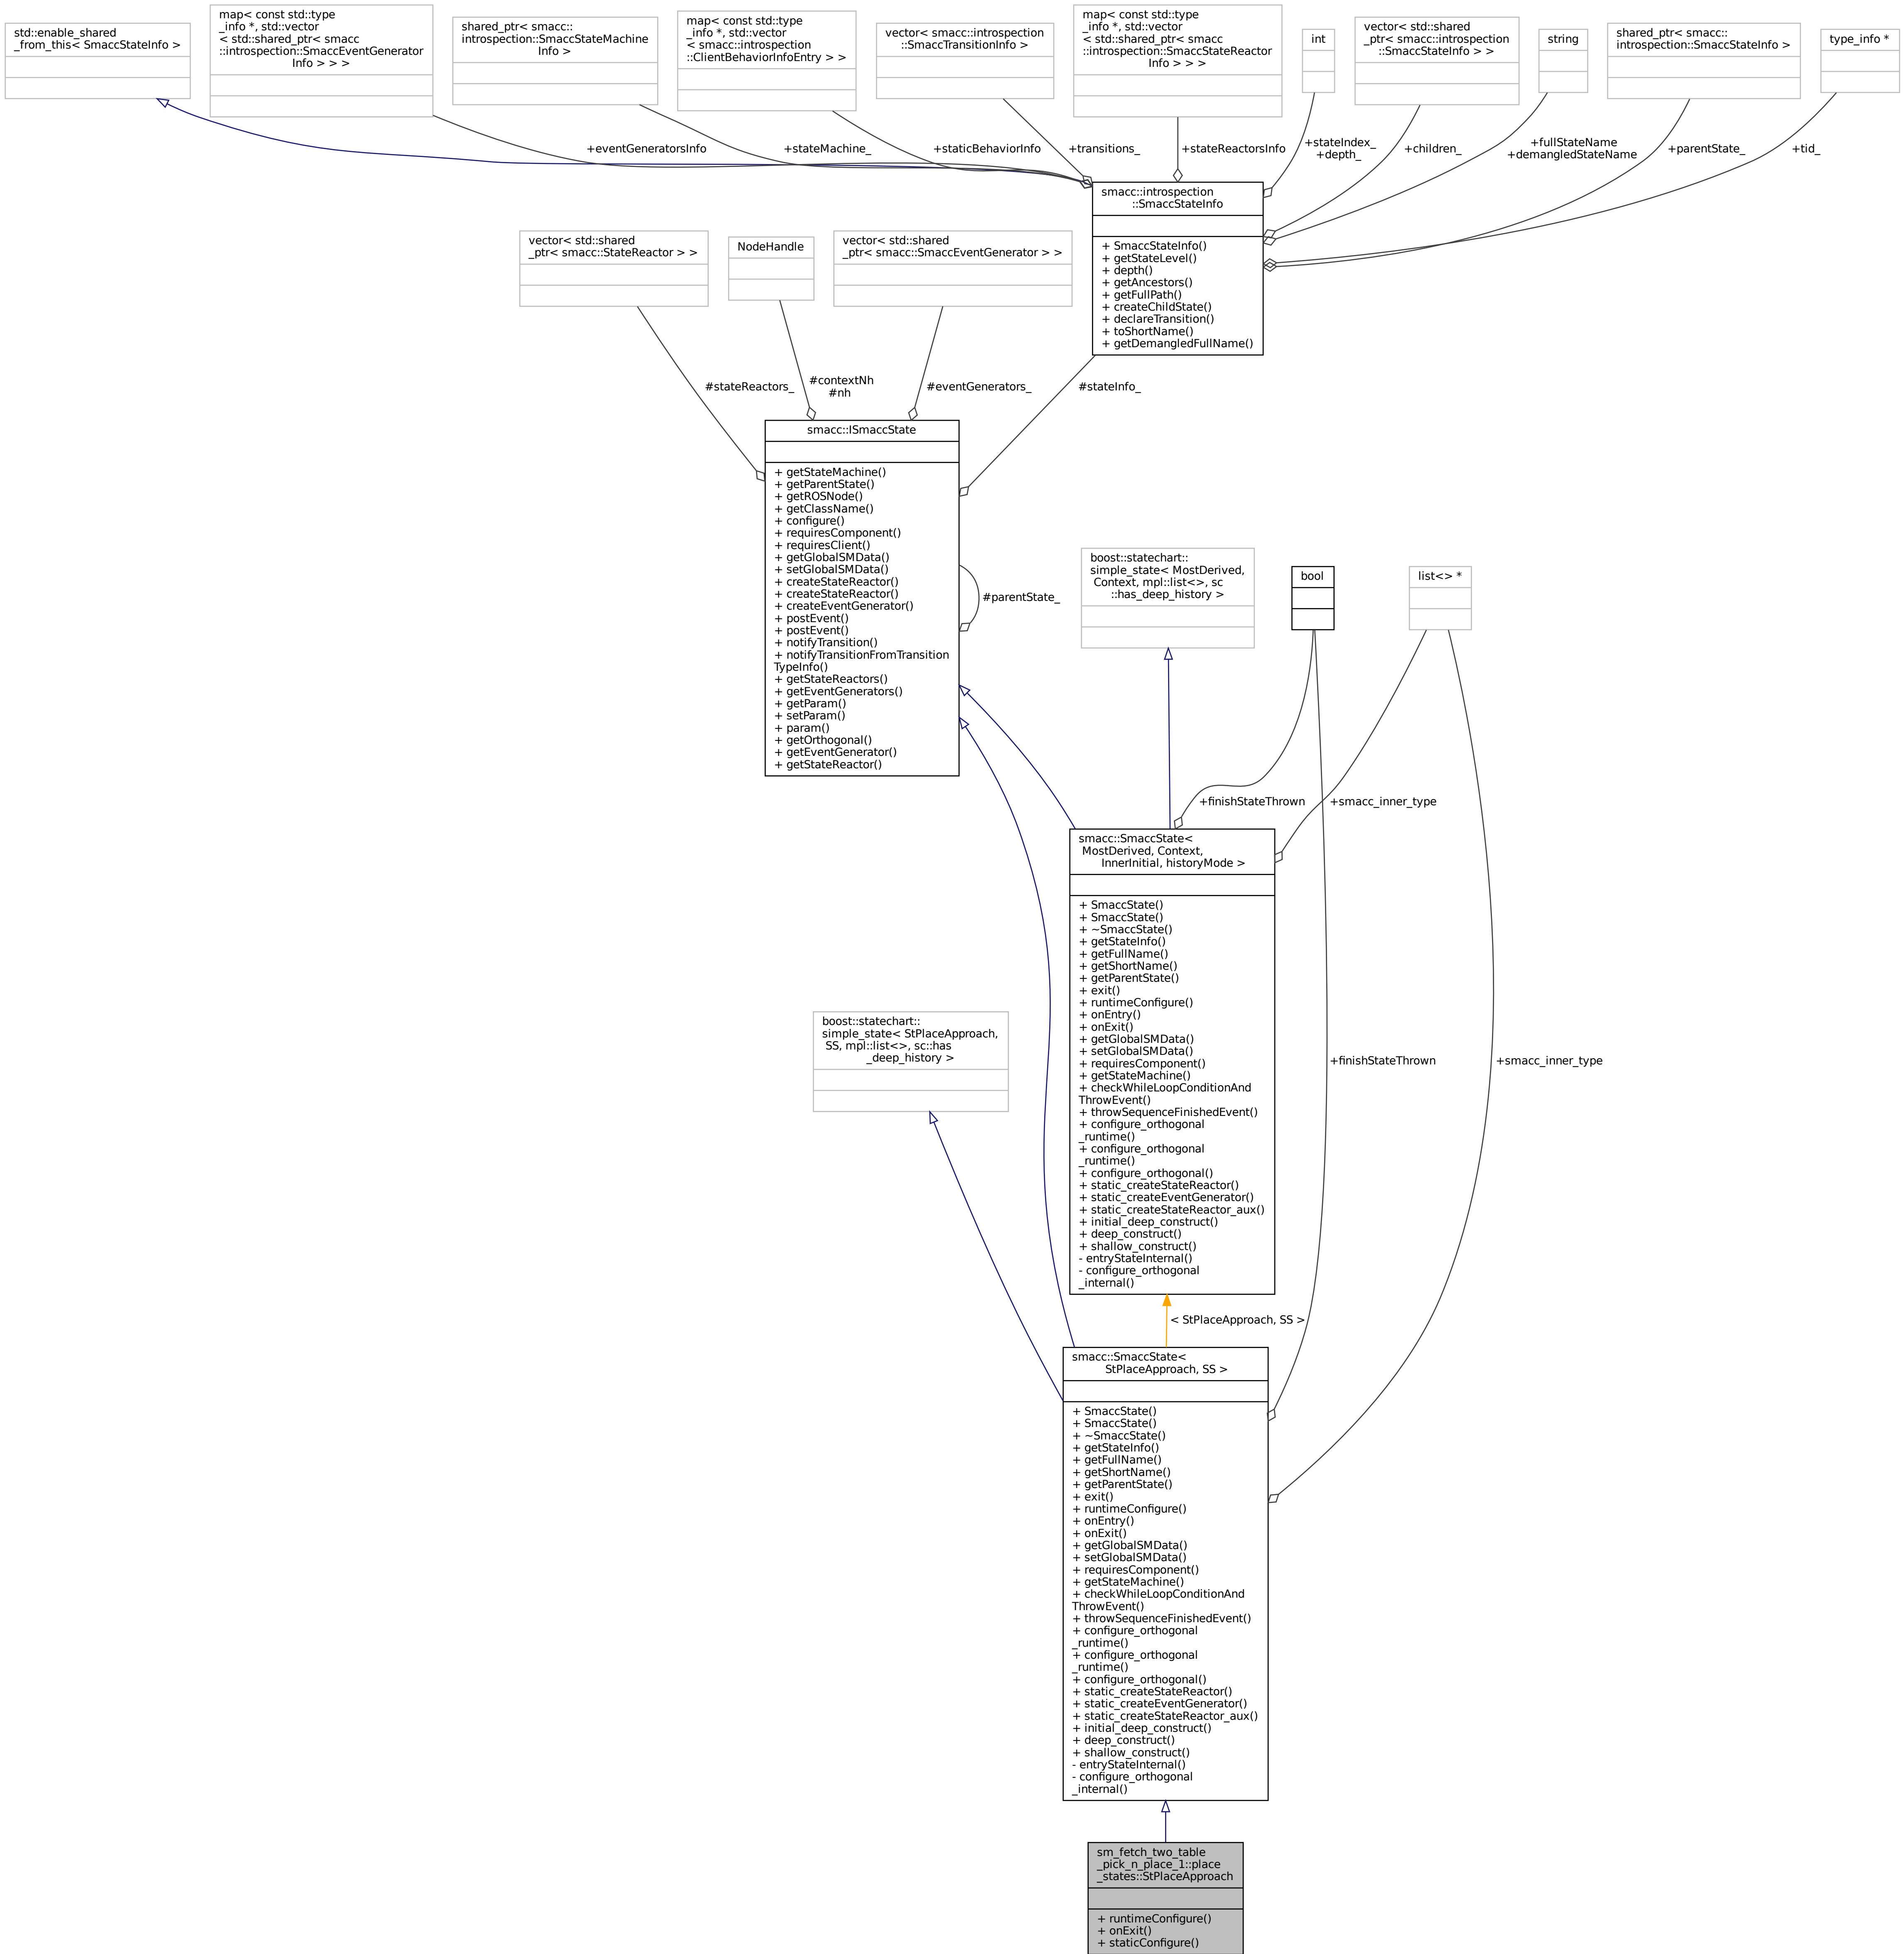 std::enable_shared
_from_this< SmaccStateInfo >
map< const std::type
_info *, std::vector
< std::shared_ptr< smacc
::introspection::SmaccEventGenerator
Info > > >
shared_ptr< smacc::
introspection::SmaccStateMachine
Info >
map< const std::type
_info *, std::vector
< smacc::introspection
::ClientBehaviorInfoEntry > >
vector< smacc::introspection
::SmaccTransitionInfo >
map< const std::type
_info *, std::vector
< std::shared_ptr< smacc
::introspection::SmaccStateReactor
Info > > >
int
vector< std::shared
_ptr< smacc::introspection
::SmaccStateInfo > >
string
shared_ptr< smacc::
introspection::SmaccStateInfo >
type_info *
+eventGeneratorsInfo
+stateMachine_
+staticBehaviorInfo
+transitions_
+stateReactorsInfo
+stateIndex_
+depth_
+children_
+fullStateName
+demangledStateName
+parentState_
+tid_
smacc::introspection
::SmaccStateInfo
+ SmaccStateInfo()
+ getStateLevel()
+ depth()
+ getAncestors()
+ getFullPath()
+ createChildState()
+ declareTransition()
+ toShortName()
+ getDemangledFullName()
vector< std::shared
_ptr< smacc::StateReactor > >
NodeHandle
vector< std::shared
_ptr< smacc::SmaccEventGenerator > >
#stateReactors_
#contextNh
#nh
#eventGenerators_
#stateInfo_
smacc::ISmaccState
+ getStateMachine()
+ getParentState()
+ getROSNode()
+ getClassName()
+ configure()
+ requiresComponent()
+ requiresClient()
+ getGlobalSMData()
+ setGlobalSMData()
+ createStateReactor()
+ createStateReactor()
+ createEventGenerator()
+ postEvent()
+ postEvent()
+ notifyTransition()
+ notifyTransitionFromTransition
TypeInfo()
+ getStateReactors()
+ getEventGenerators()
+ getParam()
+ setParam()
+ param()
+ getOrthogonal()
+ getEventGenerator()
+ getStateReactor()
#parentState_
boost::statechart::
simple_state< MostDerived,
Context, mpl::list<>, sc
::has_deep_history >
bool
list<> *
+finishStateThrown
+smacc_inner_type
smacc::SmaccState<
MostDerived, Context,
InnerInitial, historyMode >
+ SmaccState()
+ SmaccState()
+ ~SmaccState()
+ getStateInfo()
+ getFullName()
+ getShortName()
+ getParentState()
+ exit()
+ runtimeConfigure()
+ onEntry()
+ onExit()
+ getGlobalSMData()
+ setGlobalSMData()
+ requiresComponent()
+ getStateMachine()
+ checkWhileLoopConditionAnd
ThrowEvent()
+ throwSequenceFinishedEvent()
+ configure_orthogonal
_runtime()
+ configure_orthogonal
_runtime()
+ configure_orthogonal()
+ static_createStateReactor()
+ static_createEventGenerator()
+ static_createStateReactor_aux()
+ initial_deep_construct()
+ deep_construct()
+ shallow_construct()
- entryStateInternal()
- configure_orthogonal
_internal()
boost::statechart::
simple_state< StPlaceApproach,
SS, mpl::list<>, sc::has
_deep_history >
+finishStateThrown
+smacc_inner_type
< StPlaceApproach, SS >
smacc::SmaccState<
StPlaceApproach, SS >
+ SmaccState()
+ SmaccState()
+ ~SmaccState()
+ getStateInfo()
+ getFullName()
+ getShortName()
+ getParentState()
+ exit()
+ runtimeConfigure()
+ onEntry()
+ onExit()
+ getGlobalSMData()
+ setGlobalSMData()
+ requiresComponent()
+ getStateMachine()
+ checkWhileLoopConditionAnd
ThrowEvent()
+ throwSequenceFinishedEvent()
+ configure_orthogonal
_runtime()
+ configure_orthogonal
_runtime()
+ configure_orthogonal()
+ static_createStateReactor()
+ static_createEventGenerator()
+ static_createStateReactor_aux()
+ initial_deep_construct()
+ deep_construct()
+ shallow_construct()
- entryStateInternal()
- configure_orthogonal
_internal()
sm_fetch_two_table
_pick_n_place_1::place
_states::StPlaceApproach
+ runtimeConfigure()
+ onExit()
+ staticConfigure()